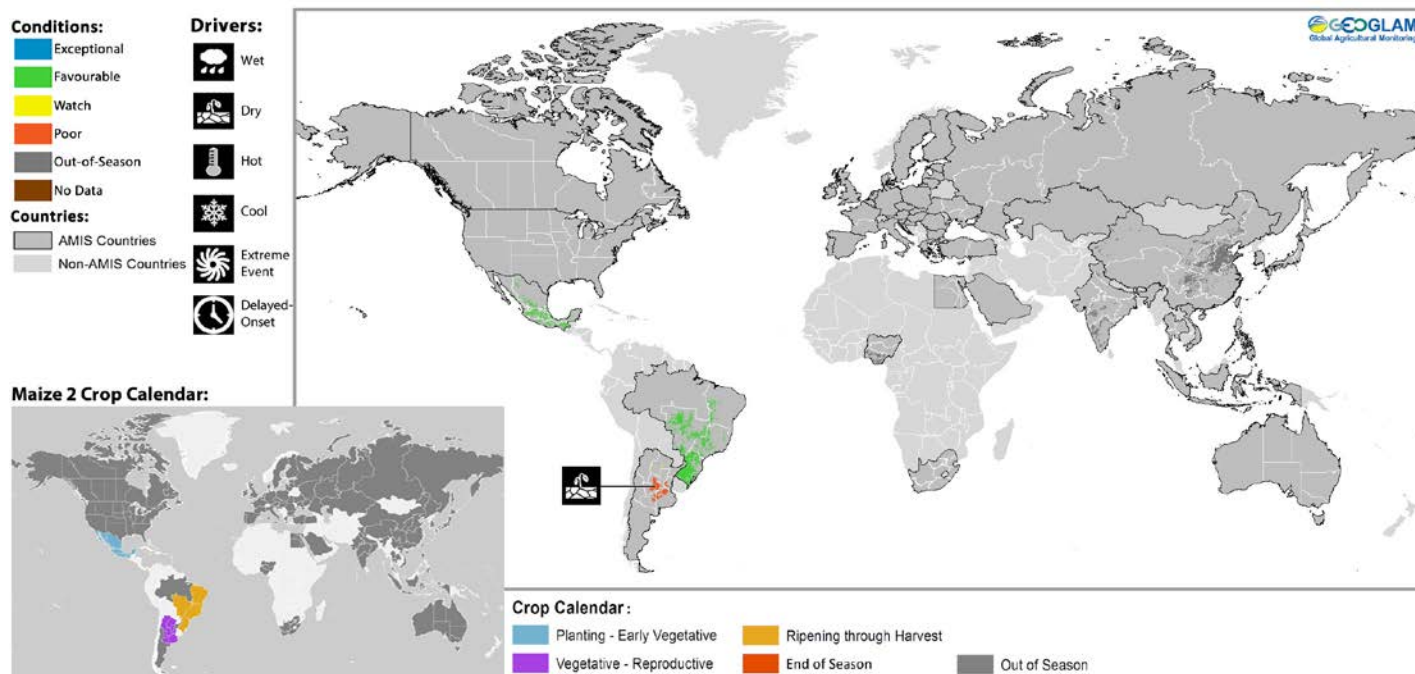 Conditions:
Exceptional
Favourable
Watch
Poor
Out-of-Season
No Data
Countries:
AMIS Countries
Non-AMIS Countries
Drivers:
Wet
Dry
Hot
Cool
Extreme
Event
Delayed-
Onset
GEOGLAM
Global Agricultural Monitoring
Maize 2 Crop Calendar:
Crop Calendar :
Planting - Early Vegetative
Ripening through Harvest
Vegetative - Reproductive
End of Season
Out of Season